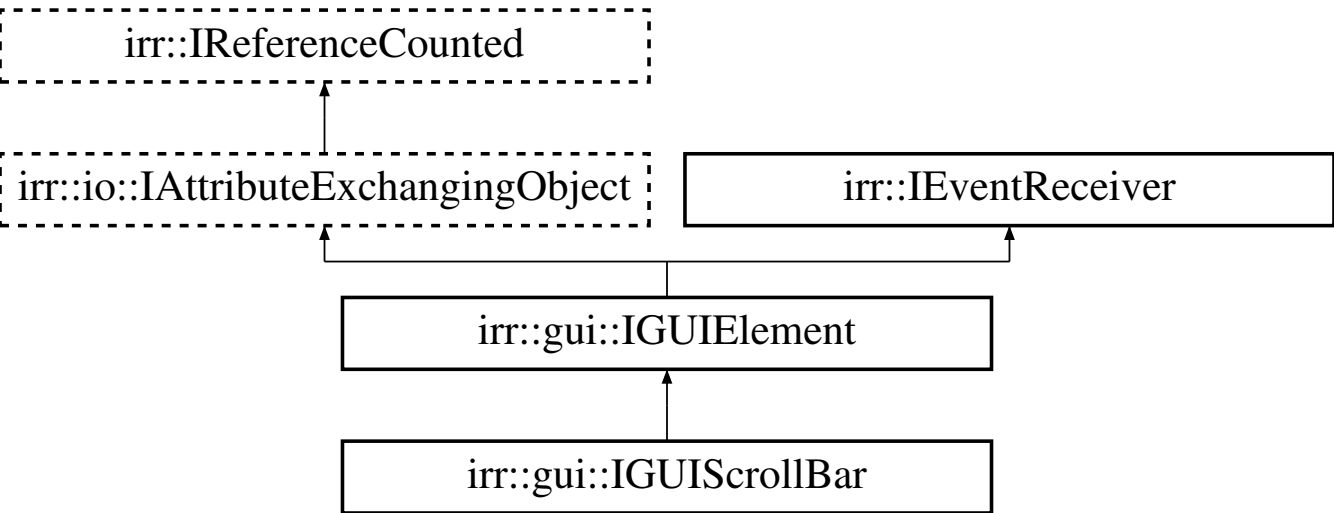 irr::IReferenceCounted
irr::io::IAttributeExchangingObject
irr::IEventReceiver
irr::gui::IGUIElement
irr::gui::IGUIScrollBar